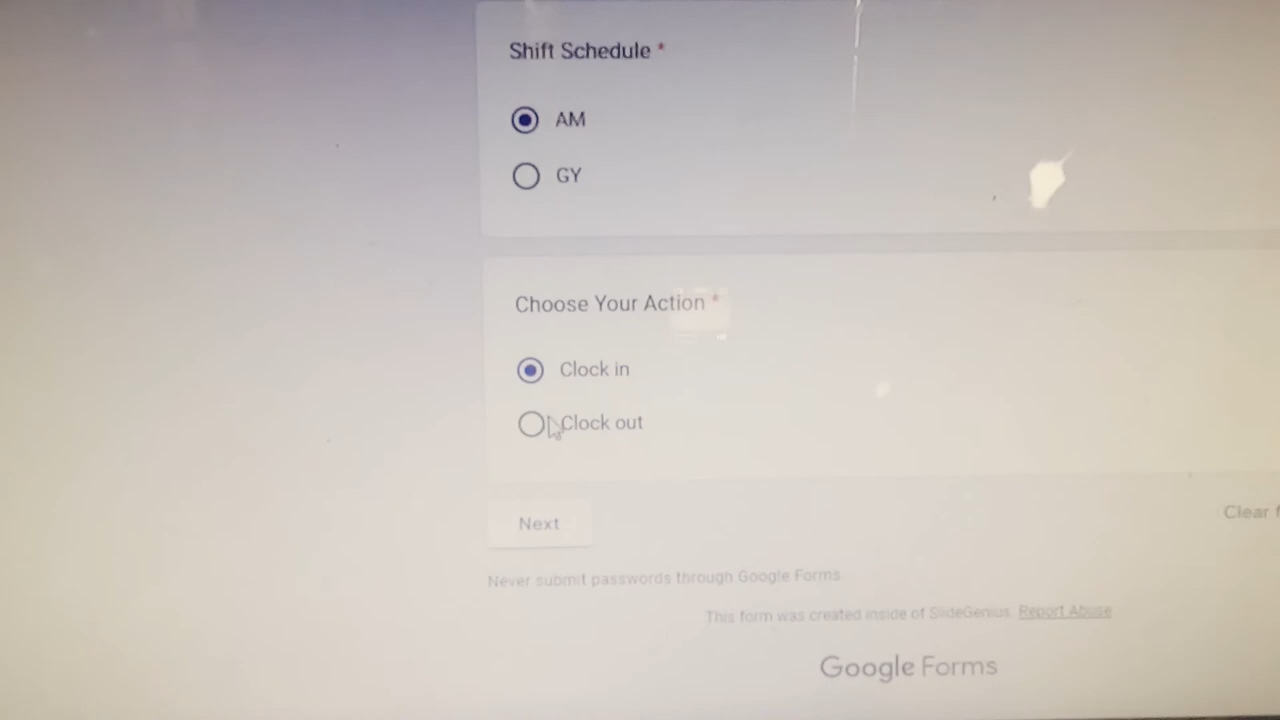 Shift Schedule *
AM
GY
Choose Your Action *
Clock in
Clock out
Next
Clear
Never submit passwords through Google Forms.
This form was created inside of SlideGenius. Report Abuse
Google Forms